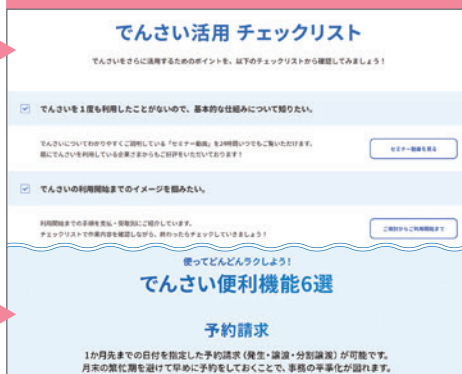 でんさい活用 チェックリスト
でんさいをさらに活用するためのポイントを、以下のチェックリストから確認してみましょう!
でんさいを1度も利用したことがないので、基本的な仕組みについて知りたい。
でんさいについてわかりやすくご説明している「セミナー動画」を24時間いつでもご覧いただけます。
既にでんさいを利用している企業さまからもご好評をいただいております!
セミナー動画を見る
でんさいの利用開始までのイメージを掴みたい。
利用開始までの手順を支払・受取別にご紹介しています。
チェックリストで作業内容を確認しながら、終わったらチェックしていきましょう!
ご検討からご利用開始まで
使ってどんどんラクしよう!
でんさい便利機能6選
予約請求
1か月先までの日付を指定した予約請求(発生・譲渡・分割譲渡)が可能です。
月末の繁忙期を避けて早めに予約をしておくことで、事務の平準化が図れます。